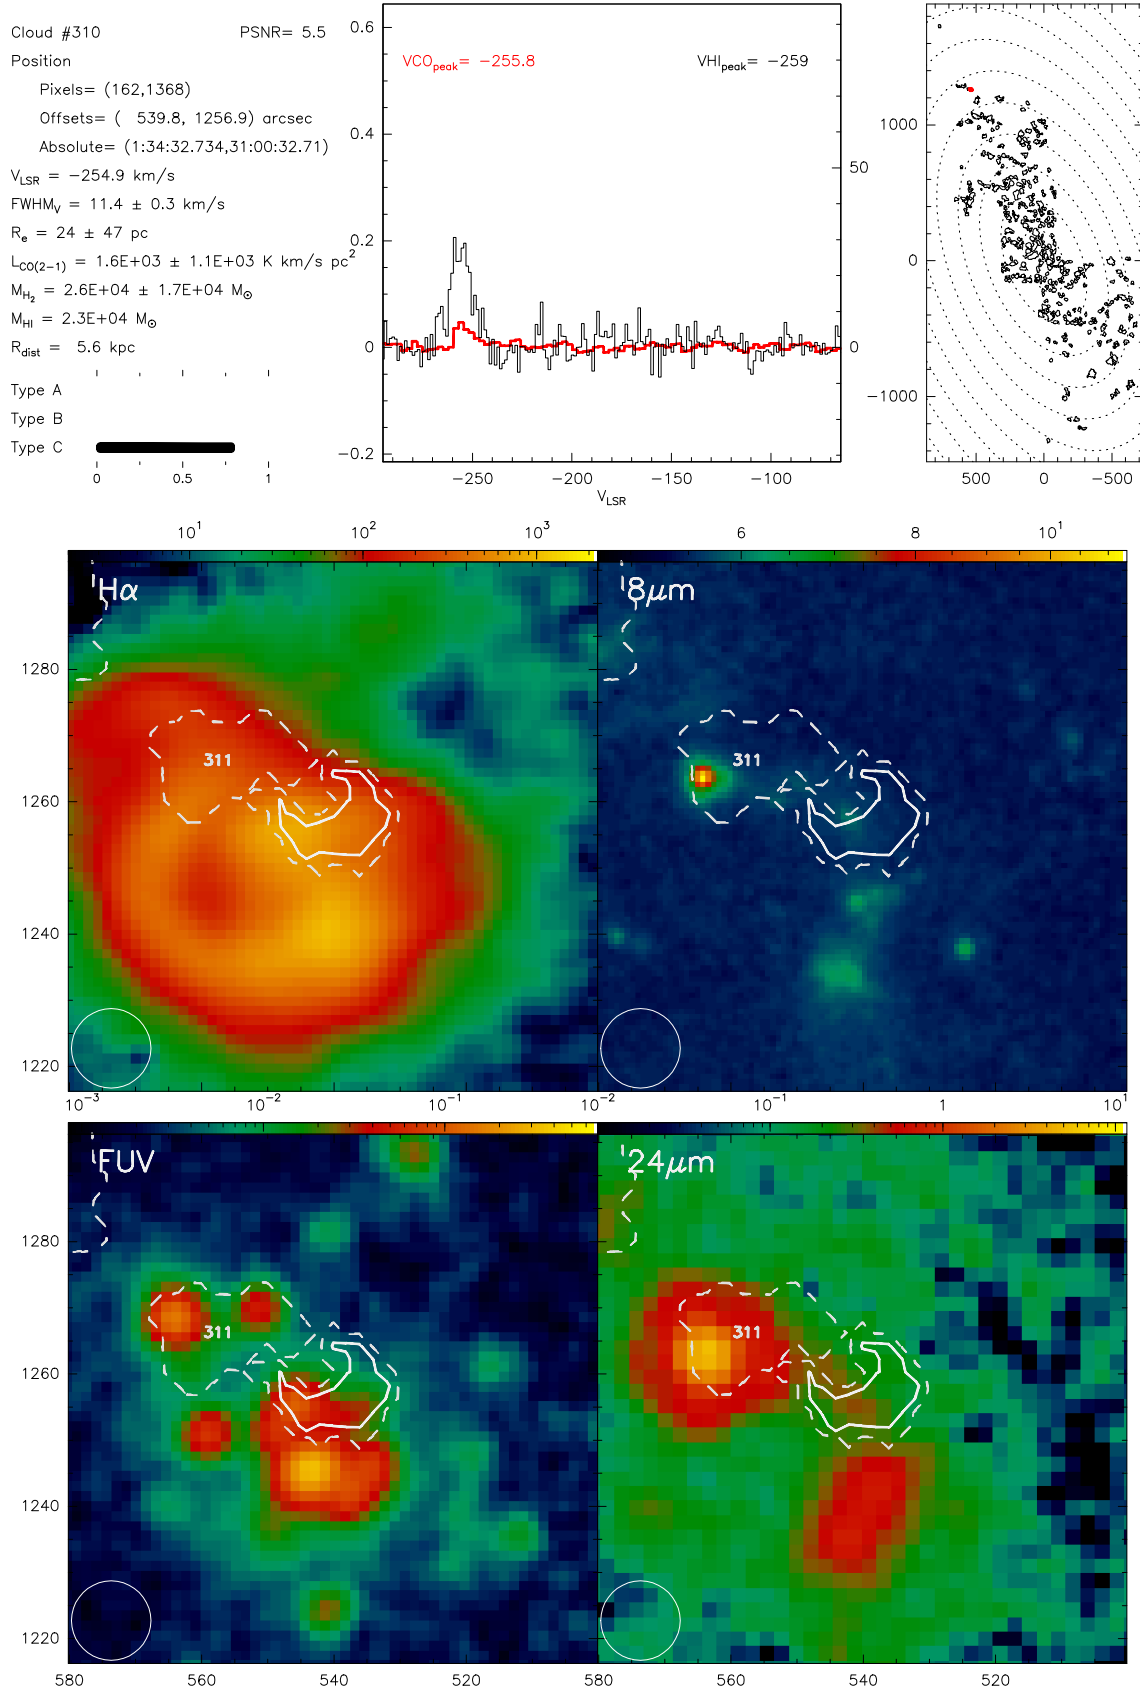 Cloud #310 PSNR= 5.5
Position
Pixels= (162,1368)
Offsets= ( 539.8, 1256.9) arcsec
Absolute= (1:34:32.734,31:00:32.71)
V_LSR = −254.9 km/s
FWHM_V = 11.4 ± 0.3 km/s
R_e = 24 ± 47 pc
L_CO(2−1) = 1.6E+03 ± 1.1E+03 K km/s pc²
M_H₂ = 2.6E+04 ± 1.7E+04 M_⊙
M_HI = 2.3E+04 M_⊙
R_dist = 5.6 kpc
Type A
Type B
Type C
0 0.5 1
VCO_peak= −255.8 VHI_peak= −259
0.6
0.4
0.2
0
−0.2
50
0
−250 −200 −150 −100
V_LSR
1000
0
−1000
500 0 −500
10¹ 10² 10³
6 8 10¹
Hα
8μm
311
311
1280
1260
1240
1220
10⁻³ 10⁻² 10⁻¹
10⁻² 10⁻¹ 1 10¹
FUV
24μm
311
311
1280
1260
1240
1220
580 560 540 520
580 560 540 520